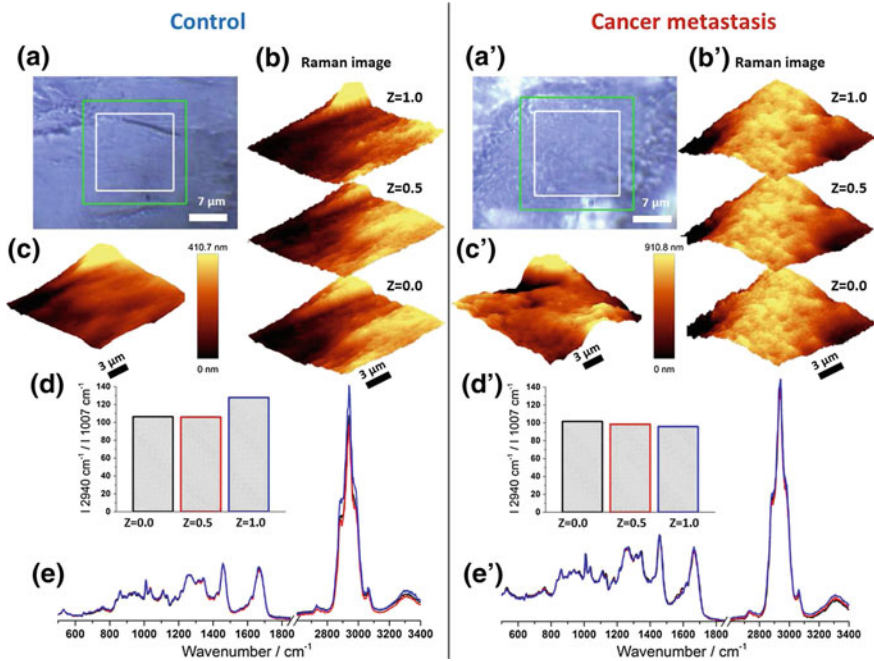 Control
Cancer metastasis
(a)
7 µm
(b)
Raman image
Z=1.0
Z=0.5
Z=0.0
3 µm
(c)
410.7 nm
0 nm
3 µm
(d)
I 2940 cm⁻¹ / I 1007 cm⁻¹
140
120
100
80
60
40
20
0
Z=0.0 Z=0.5 Z=1.0
(e)
600 800 1000 1200 1400 1600 1800 2800 3000 3200 3400
Wavenumber / cm⁻¹
(a')
7 µm
(b')
Raman image
Z=1.0
Z=0.5
Z=0.0
3 µm
(c')
910.8 nm
0 nm
3 µm
(d')
I 2940 cm⁻¹ / I 1007 cm⁻¹
140
120
100
80
60
40
20
0
Z=0.0 Z=0.5 Z=1.0
(e')
600 800 1000 1200 1400 1600 1800 2800 3000 3200 3400
Wavenumber / cm⁻¹